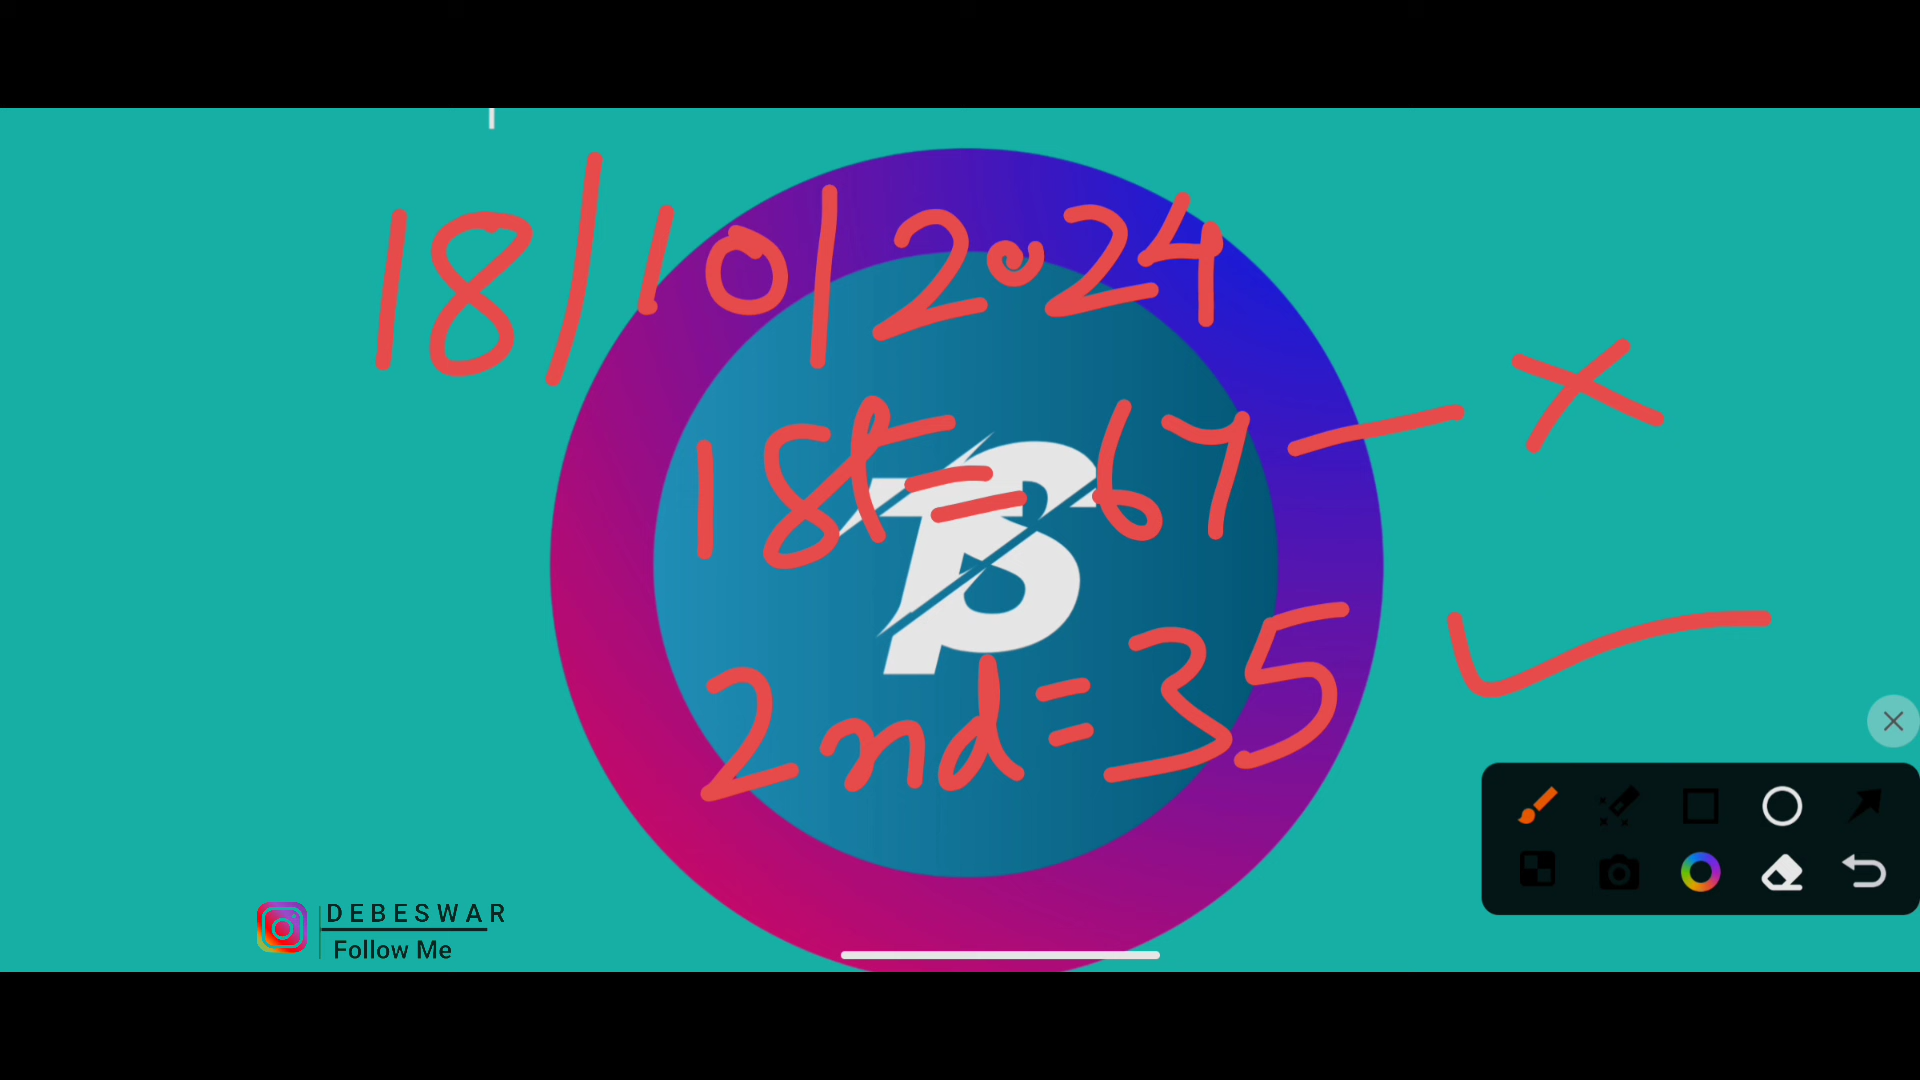 18/10/2024
1st = 67 - ×
2nd = 35 ✓
DEBESWAR
Follow Me